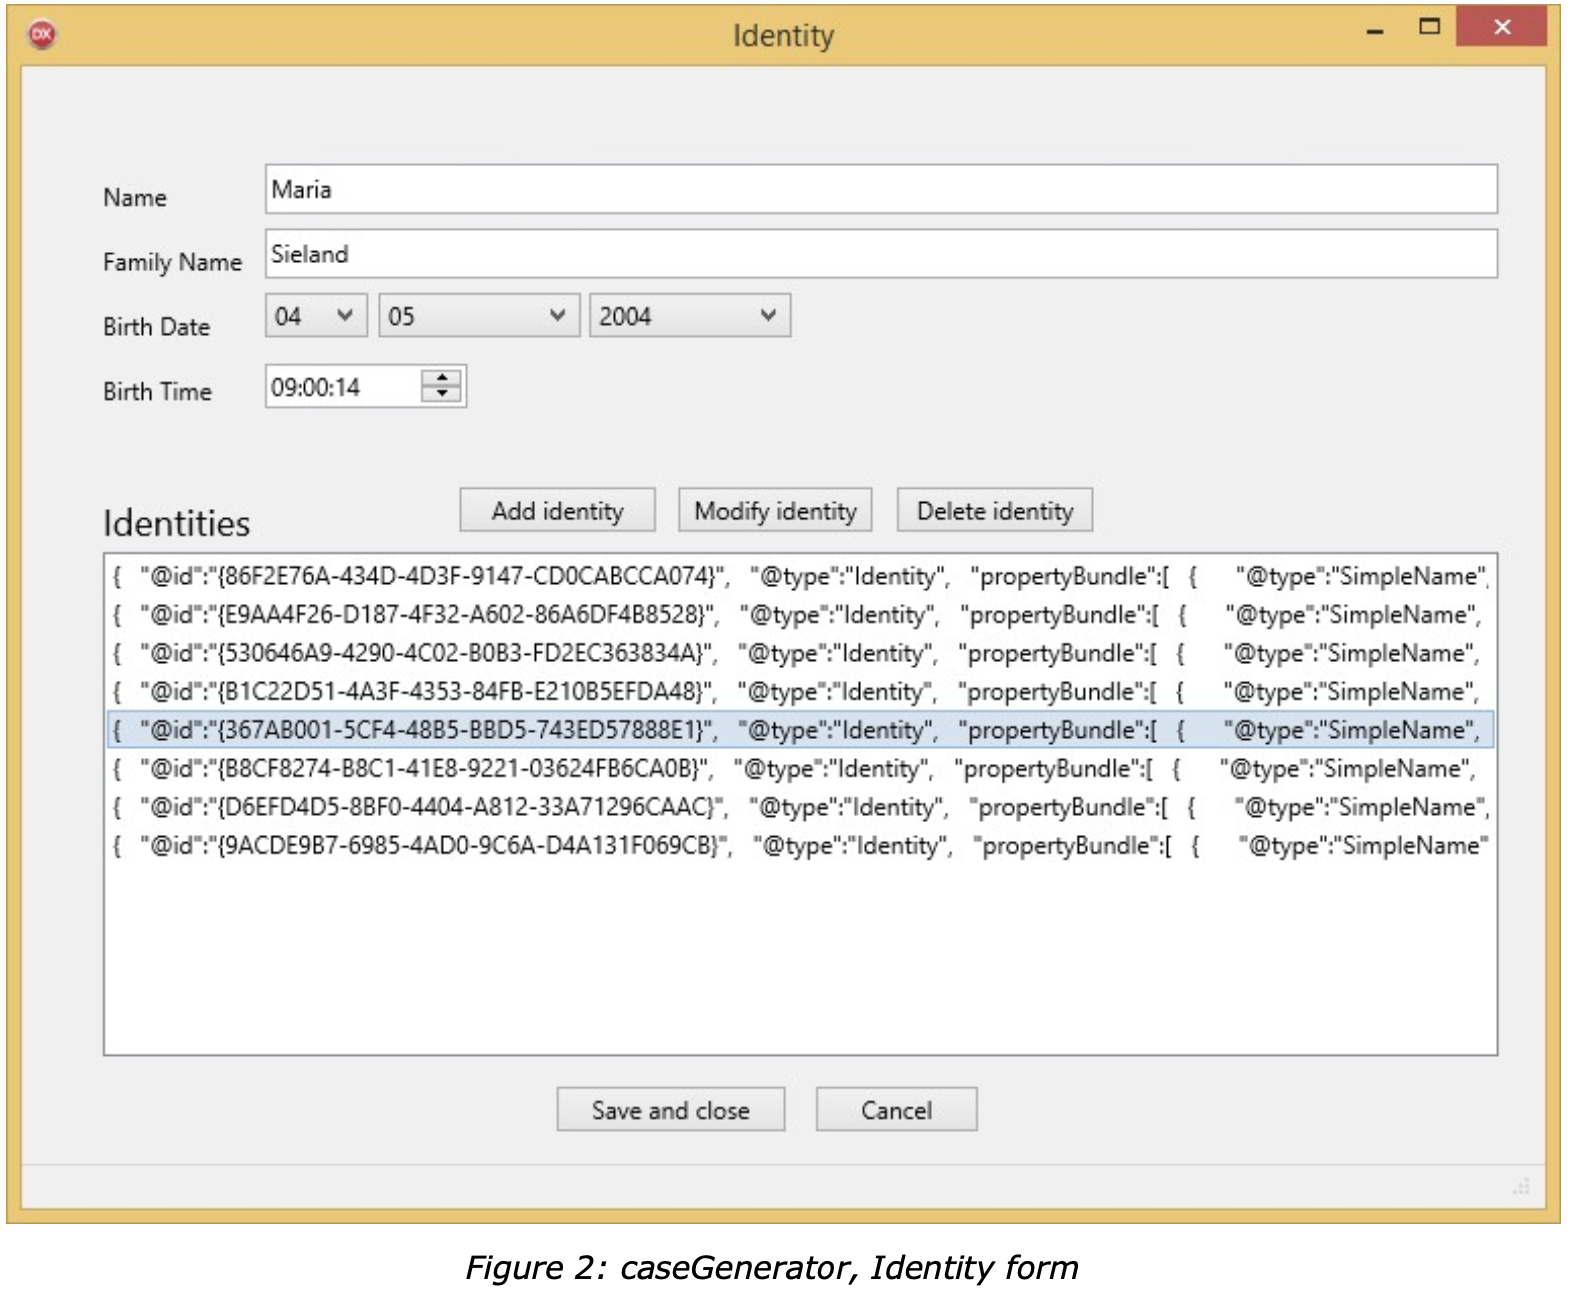 DX Identity
Name Maria
Family Name Sieland
Birth Date 04 05 2004
Birth Time 09:00:14
Identities Add identity Modify identity Delete identity
{ "@id":"{86F2E76A-434D-4D3F-9147-CD0CABCCA074}", "@type":"Identity", "propertyBundle":[ { "@type":"SimpleName",
{ "@id":"{E9AA4F26-D187-4F32-A602-86A6DF4B8528}", "@type":"Identity", "propertyBundle":[ { "@type":"SimpleName",
{ "@id":"{530646A9-4290-4C02-B0B3-FD2EC363834A}", "@type":"Identity", "propertyBundle":[ { "@type":"SimpleName",
{ "@id":"{B1C22D51-4A3F-4353-84FB-E210B5EFDA48}", "@type":"Identity", "propertyBundle":[ { "@type":"SimpleName",
{ "@id":"{367AB001-5CF4-48B5-BBD5-743ED57888E1}", "@type":"Identity", "propertyBundle":[ { "@type":"SimpleName",
{ "@id":"{B8CF8274-B8C1-41E8-9221-03624FB6CA0B}", "@type":"Identity", "propertyBundle":[ { "@type":"SimpleName",
{ "@id":"{D6EFD4D5-8BF0-4404-A812-33A71296CAAC}", "@type":"Identity", "propertyBundle":[ { "@type":"SimpleName",
{ "@id":"{9ACDE9B7-6985-4AD0-9C6A-D4A131F069CB}", "@type":"Identity", "propertyBundle":[ { "@type":"SimpleName"
Save and close Cancel
Figure 2: caseGenerator, Identity form